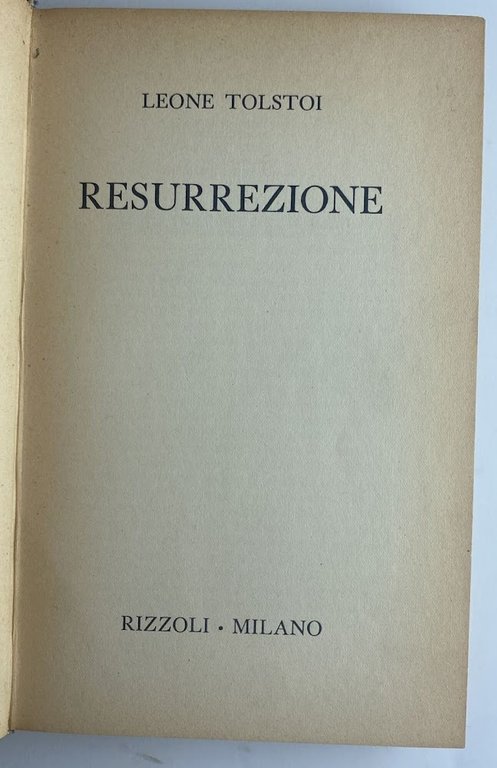 LEONE TOLSTOI
RESURREZIONE
RIZZOLI • MILANO